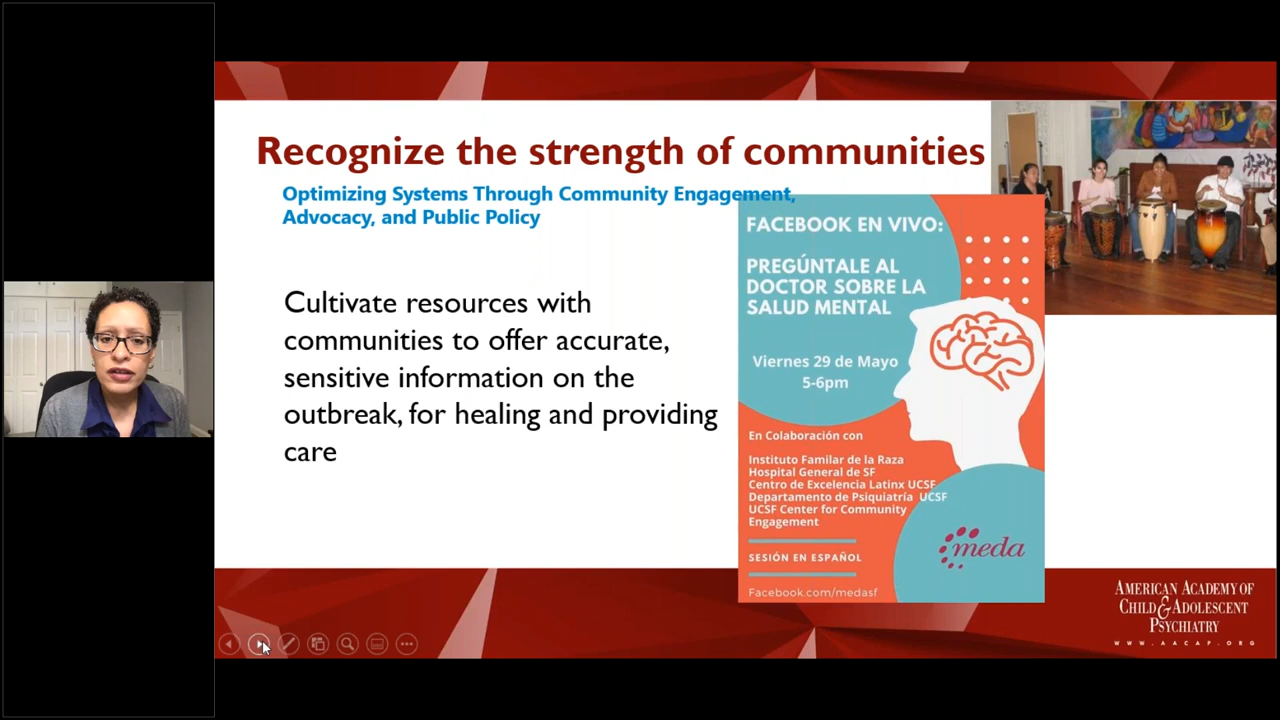 Recognize the strength of communities
Optimizing Systems Through Community Engagement,
Advocacy, and Public Policy
Cultivate resources with
communities to offer accurate,
sensitive information on the
outbreak, for healing and providing
care
FACEBOOK EN VIVO:
PREGÚNTALE AL
DOCTOR SOBRE LA
SALUD MENTAL
Viernes 29 de Mayo
5-6pm
En Colaboración con
Instituto Familar de la Raza
Hospital General de SF
Centro de Excelencia Latinx UCSF
Departamento de Psiquiatría UCSF
UCSF Center for Community
Engagement
meda
SESIÓN EN ESPAÑOL
Facebook.com/medasf
AMERICAN ACADEMY OF
CHILD & ADOLESCENT
PSYCHIATRY
WWW.AACAP.ORG